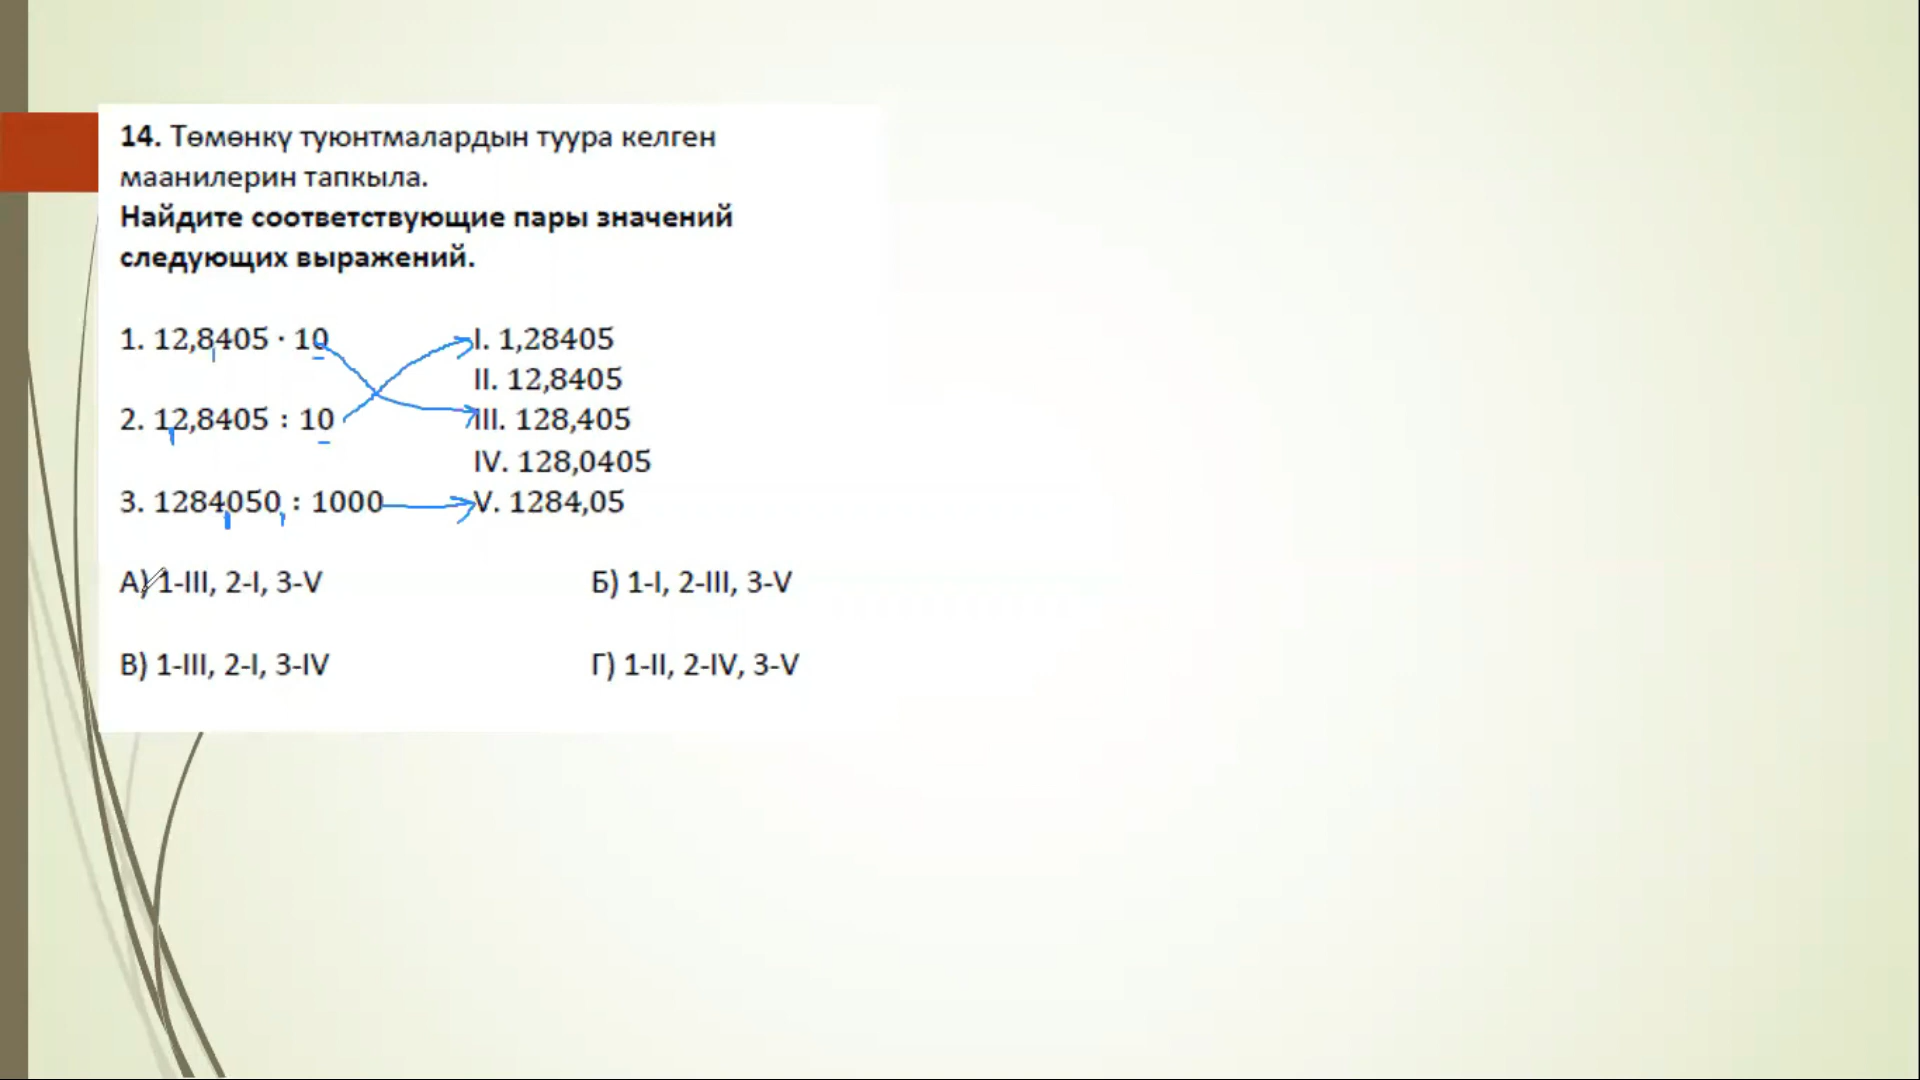 14. Төмөнкү туюнтмалардын туура келген
маанилерин тапкыла.
Найдите соответствующие пары значений
следующих выражений.
1. 12,8405 · 10
I. 1,28405
II. 12,8405
2. 12,8405 : 10
III. 128,405
IV. 128,0405
3. 1284050 : 1000
V. 1284,05
А) 1-III, 2-I, 3-V
Б) 1-I, 2-III, 3-V
В) 1-III, 2-I, 3-IV
Г) 1-II, 2-IV, 3-V